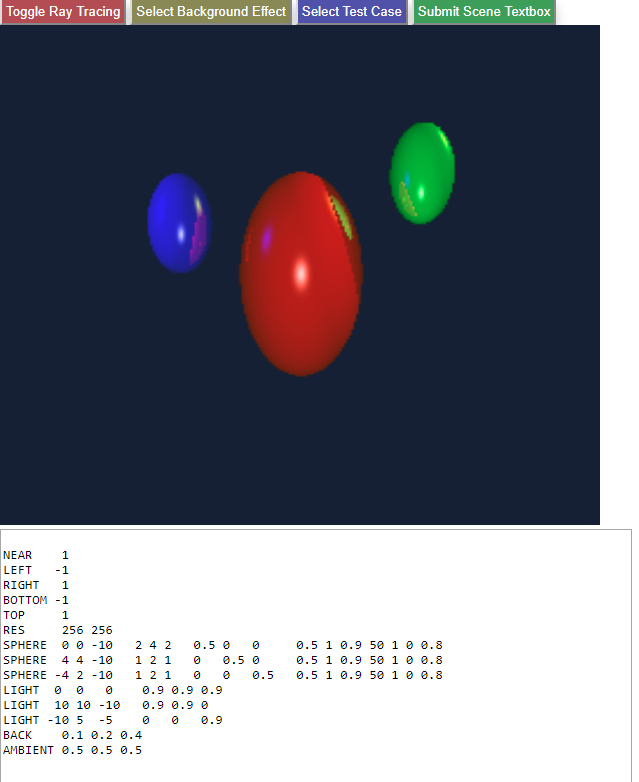 Toggle Ray Tracing Select Background Effect Select Test Case Submit Scene Textbox
NEAR 1
LEFT -1
RIGHT 1
BOTTOM -1
TOP 1
RES 256 256
SPHERE 0 0 -10 2 4 2 0.5 0 0 0.5 1 0.9 50 1 0 0.8
SPHERE 4 4 -10 1 2 1 0 0.5 0 0.5 1 0.9 50 1 0 0.8
SPHERE -4 2 -10 1 2 1 0 0 0.5 0.5 1 0.9 50 1 0 0.8
LIGHT 0 0 0 0.9 0.9 0.9
LIGHT 10 10 -10 0.9 0.9 0
LIGHT -10 5 -5 0 0 0.9
BACK 0.1 0.2 0.4
AMBIENT 0.5 0.5 0.5